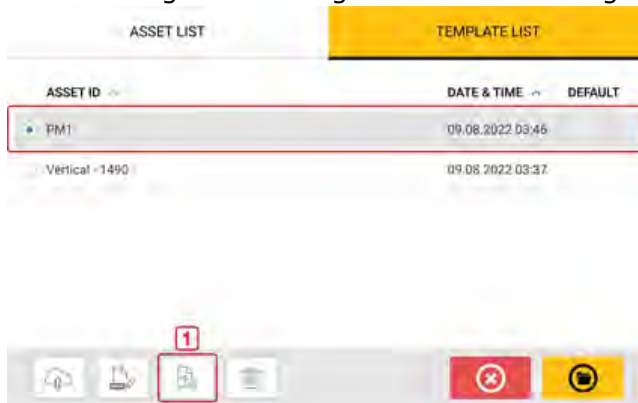 ASSET LIST TEMPLATE LIST
ASSET ID DATE & TIME DEFAULT
PM1 09.08.2022 03:46
Vertical - 1490 09.08.2022 03:37
1